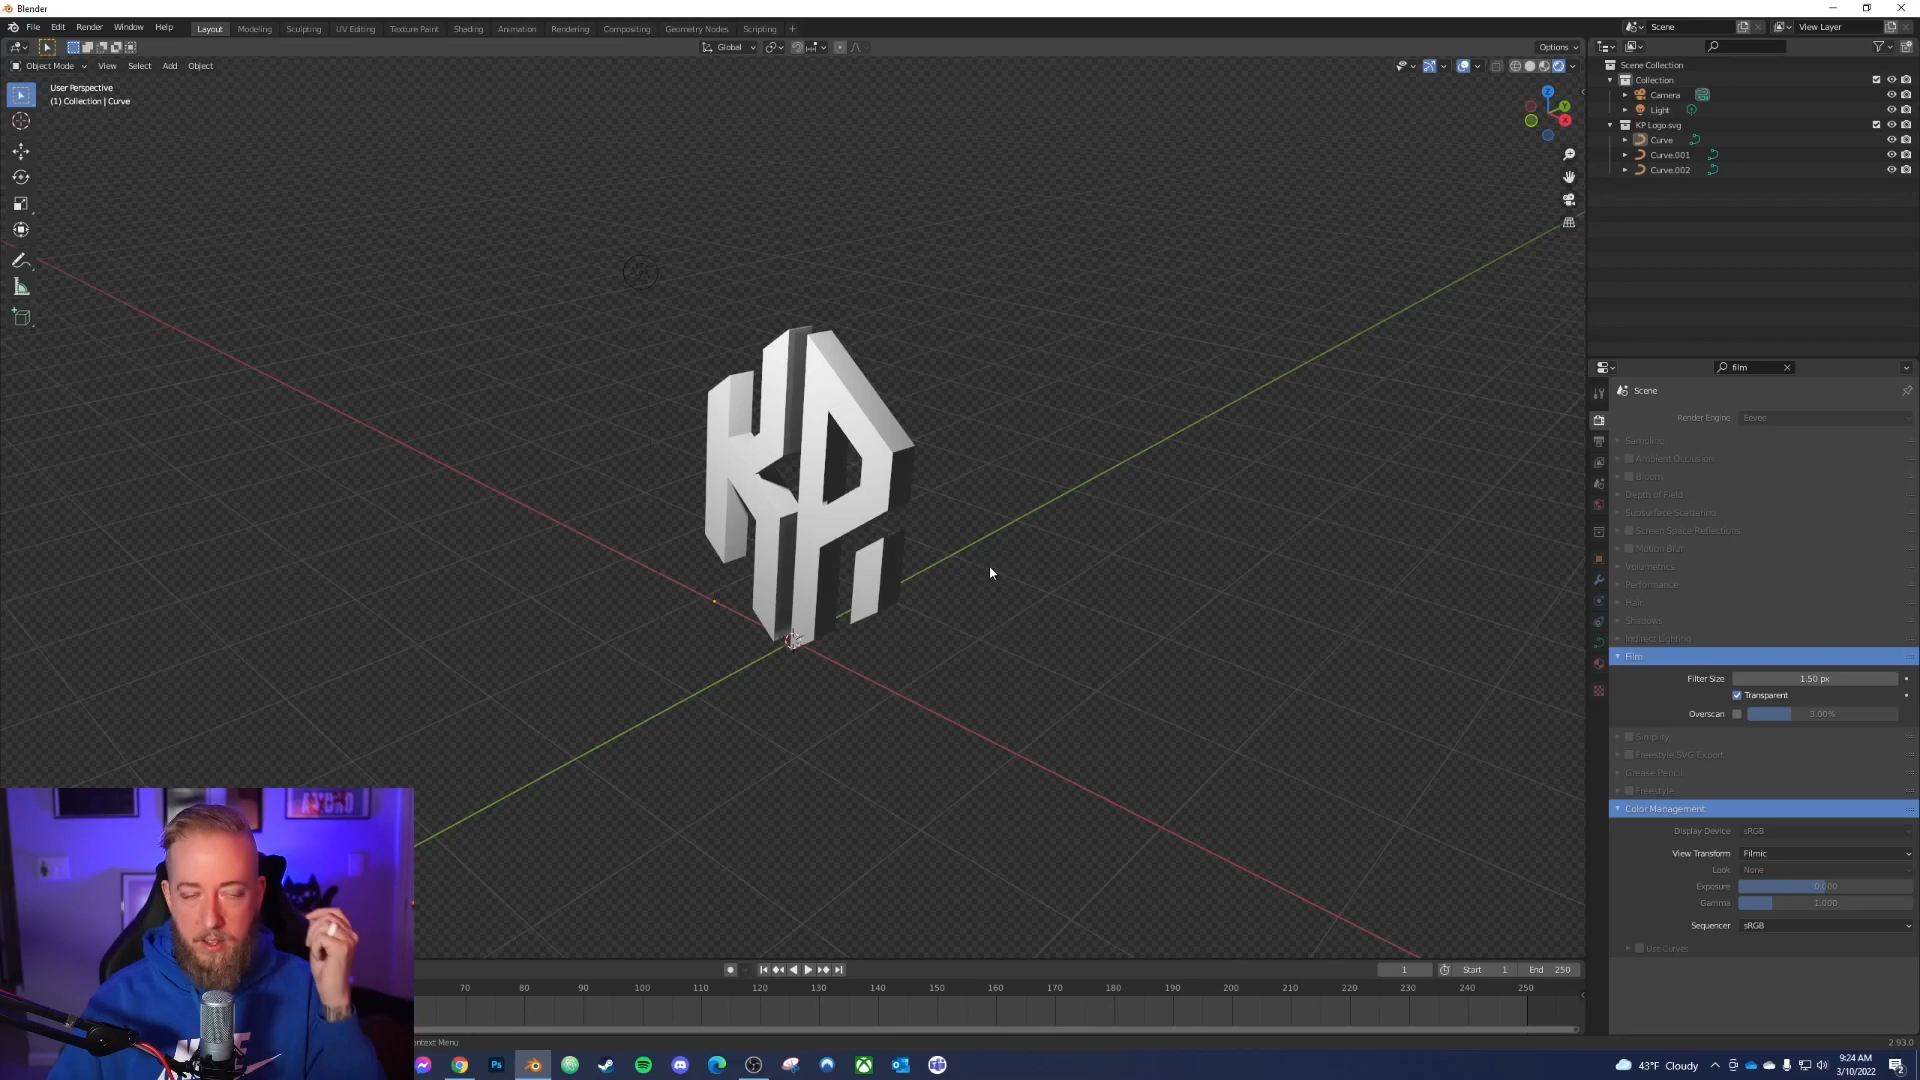 Blender
File Edit Render Window Help
Layout Modeling Sculpting UV Editing Texture Paint Shading Animation Rendering Compositing Geometry Nodes Scripting +
Scene
View Layer
Global
Options
Object Mode View Select Add Object
User Perspective
(1) Collection | Curve
Z
Y
X
KP
Scene Collection
Collection
Camera
Light
KP Logo.svg
Curve
Curve.001
Curve.002
film
Scene
Render Engine Eevee
Sampling
Ambient Occlusion
Bloom
Depth of Field
Subsurface Scattering
Screen Space Reflections
Motion Blur
Volumetrics
Performance
Hair
Shadows
Indirect Lighting
Film
Filter Size 1.50 px
Transparent
Overscan 3.00%
Simplify
Freestyle SVG Export
Grease Pencil
Freestyle
Color Management
Display Device sRGB
View Transform Filmic
Look None
Exposure 0.000
Gamma 1.000
Sequencer sRGB
Use Curves
1
Start 1
End 250
70 80 90 100 110 120 130 140 150 160 170 180 190 200 210 220 230 240 250
ontext Menu
2.93.0
Ps
43°F Cloudy
9:24 AM
3/10/2022
2